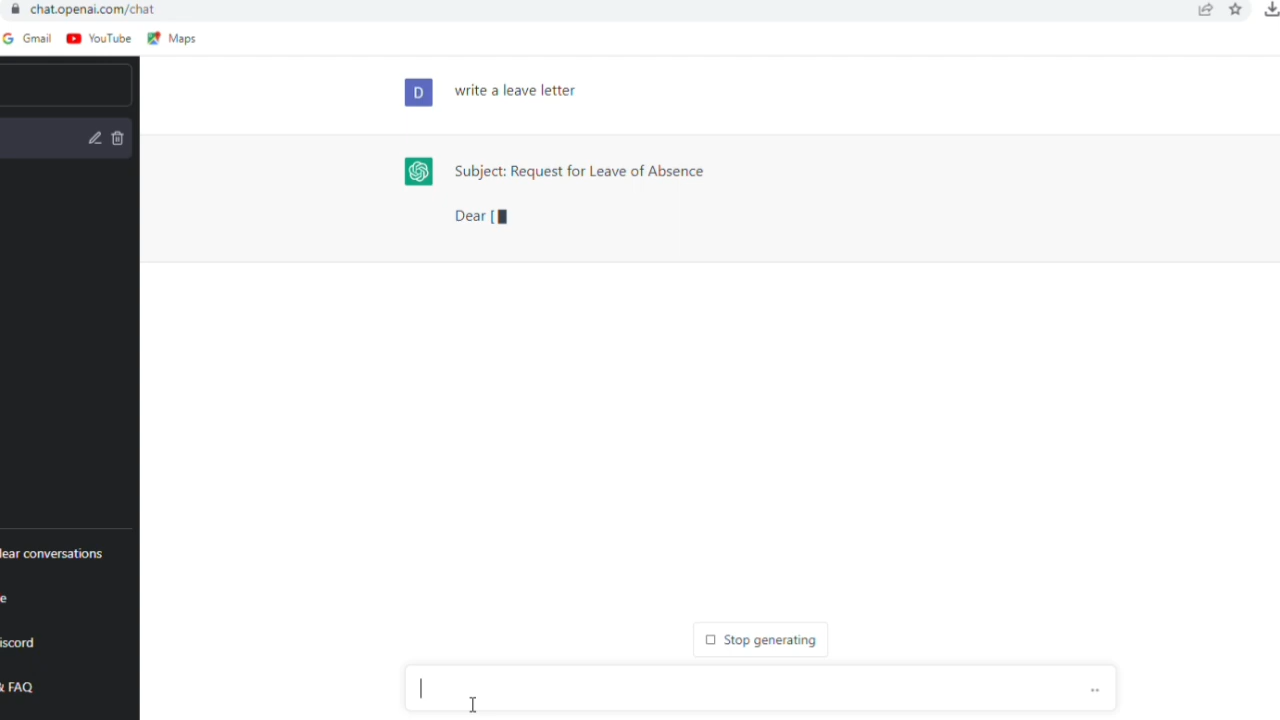 chat.openai.com/chat
Gmail YouTube Maps
D write a leave letter
Subject: Request for Leave of Absence
Dear [
lear conversations
e
iscord
& FAQ
Stop generating